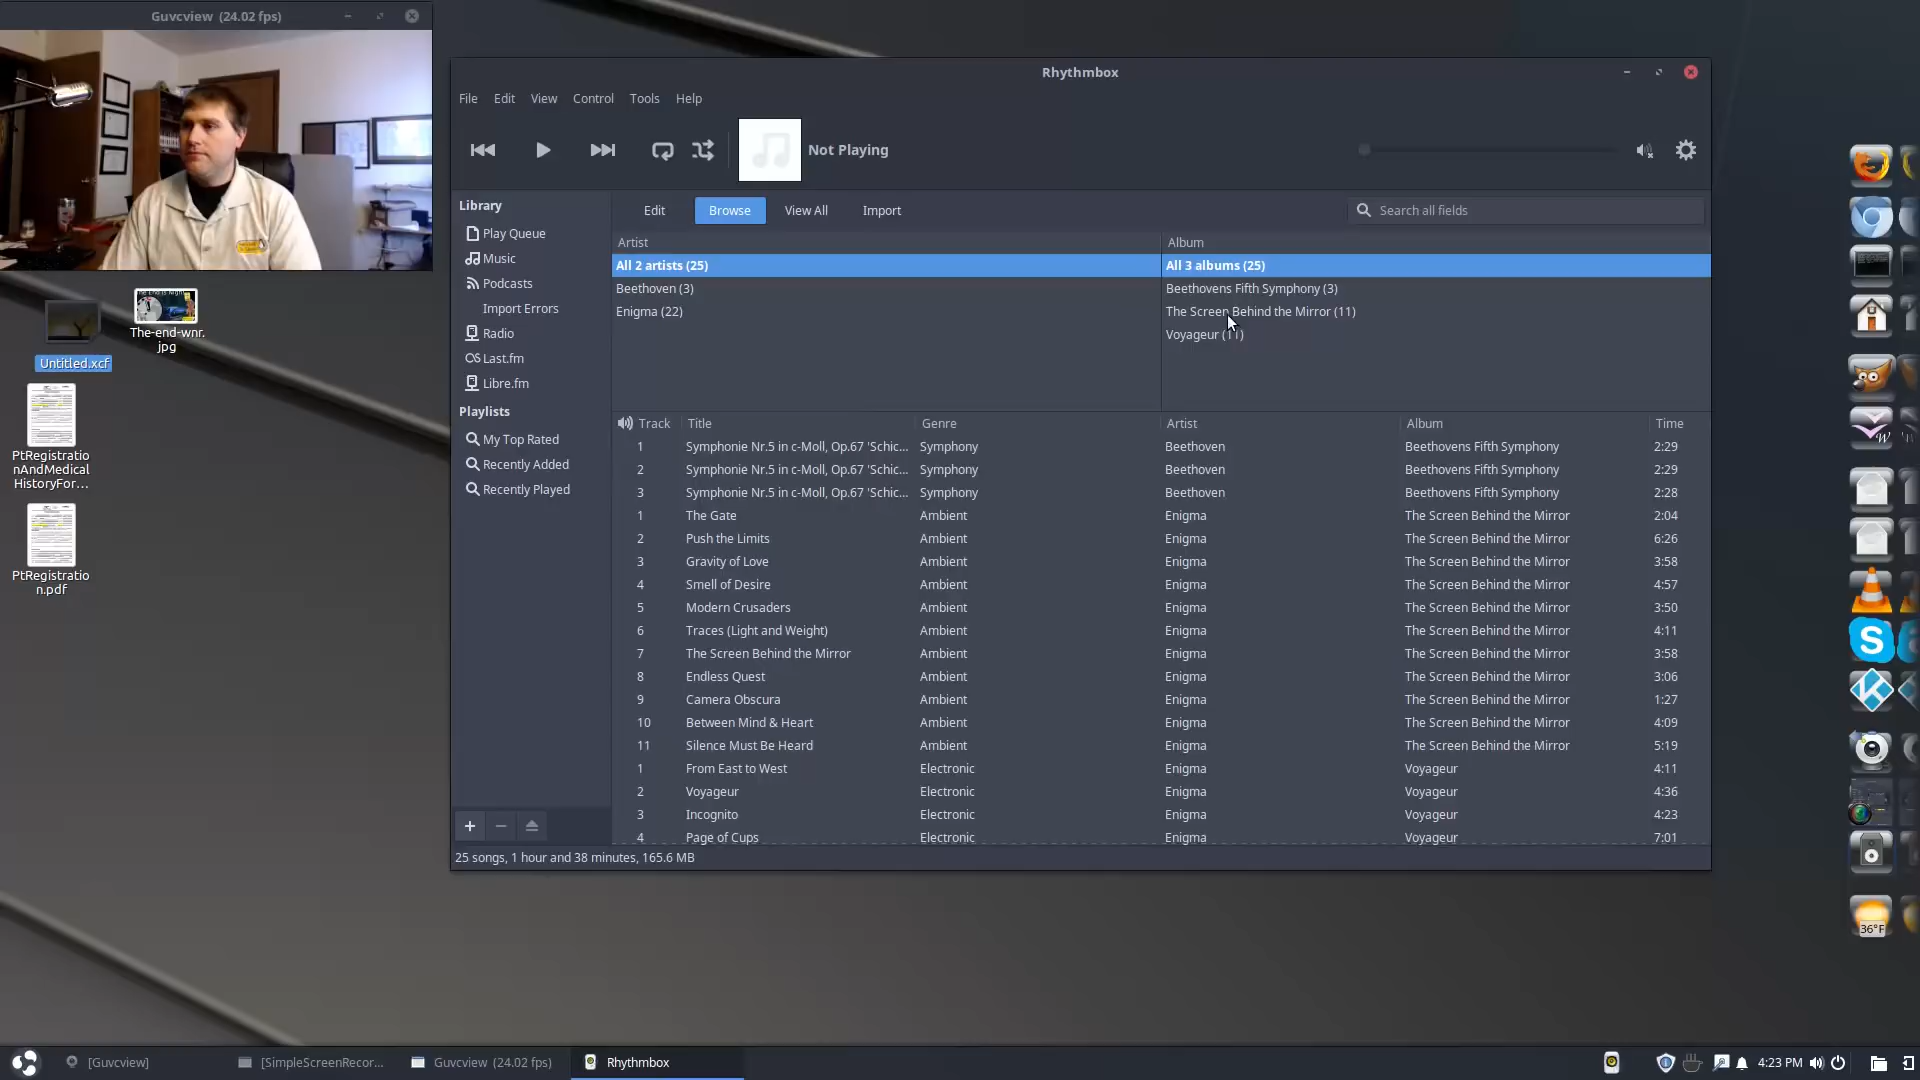 Guvcview (24.02 fps)
Untitled.xcf
The-end-wnr.
jpg
PtRegistratio
nAndMedical
HistoryFor...
PtRegistratio
n.pdf
Rhythmbox
File Edit View Control Tools Help
Not Playing
Library
Play Queue
Music
Podcasts
Import Errors
Radio
Last.fm
Libre.fm
Playlists
My Top Rated
Recently Added
Recently Played
Edit Browse View All Import Search all fields
Artist Album
All 2 artists (25) All 3 albums (25)
Beethoven (3) Beethovens Fifth Symphony (3)
Enigma (22) The Screen Behind the Mirror (11)
Voyageur (11)
Track Title Genre Artist Album Time
1 Symphonie Nr.5 in c-Moll, Op.67 'Schic... Symphony Beethoven Beethovens Fifth Symphony 2:29
2 Symphonie Nr.5 in c-Moll, Op.67 'Schic... Symphony Beethoven Beethovens Fifth Symphony 2:29
3 Symphonie Nr.5 in c-Moll, Op.67 'Schic... Symphony Beethoven Beethovens Fifth Symphony 2:28
1 The Gate Ambient Enigma The Screen Behind the Mirror 2:04
2 Push the Limits Ambient Enigma The Screen Behind the Mirror 6:26
3 Gravity of Love Ambient Enigma The Screen Behind the Mirror 3:58
4 Smell of Desire Ambient Enigma The Screen Behind the Mirror 4:57
5 Modern Crusaders Ambient Enigma The Screen Behind the Mirror 3:50
6 Traces (Light and Weight) Ambient Enigma The Screen Behind the Mirror 4:11
7 The Screen Behind the Mirror Ambient Enigma The Screen Behind the Mirror 3:58
8 Endless Quest Ambient Enigma The Screen Behind the Mirror 3:06
9 Camera Obscura Ambient Enigma The Screen Behind the Mirror 1:27
10 Between Mind & Heart Ambient Enigma The Screen Behind the Mirror 4:09
11 Silence Must Be Heard Ambient Enigma The Screen Behind the Mirror 5:19
1 From East to West Electronic Enigma Voyageur 4:11
2 Voyageur Electronic Enigma Voyageur 4:36
3 Incognito Electronic Enigma Voyageur 4:23
4 Page of Cups Electronic Enigma Voyageur 7:01
25 songs, 1 hour and 38 minutes, 165.6 MB
36°F
[Guvcview] [SimpleScreenRecor... Guvcview (24.02 fps) Rhythmbox 4:23 PM